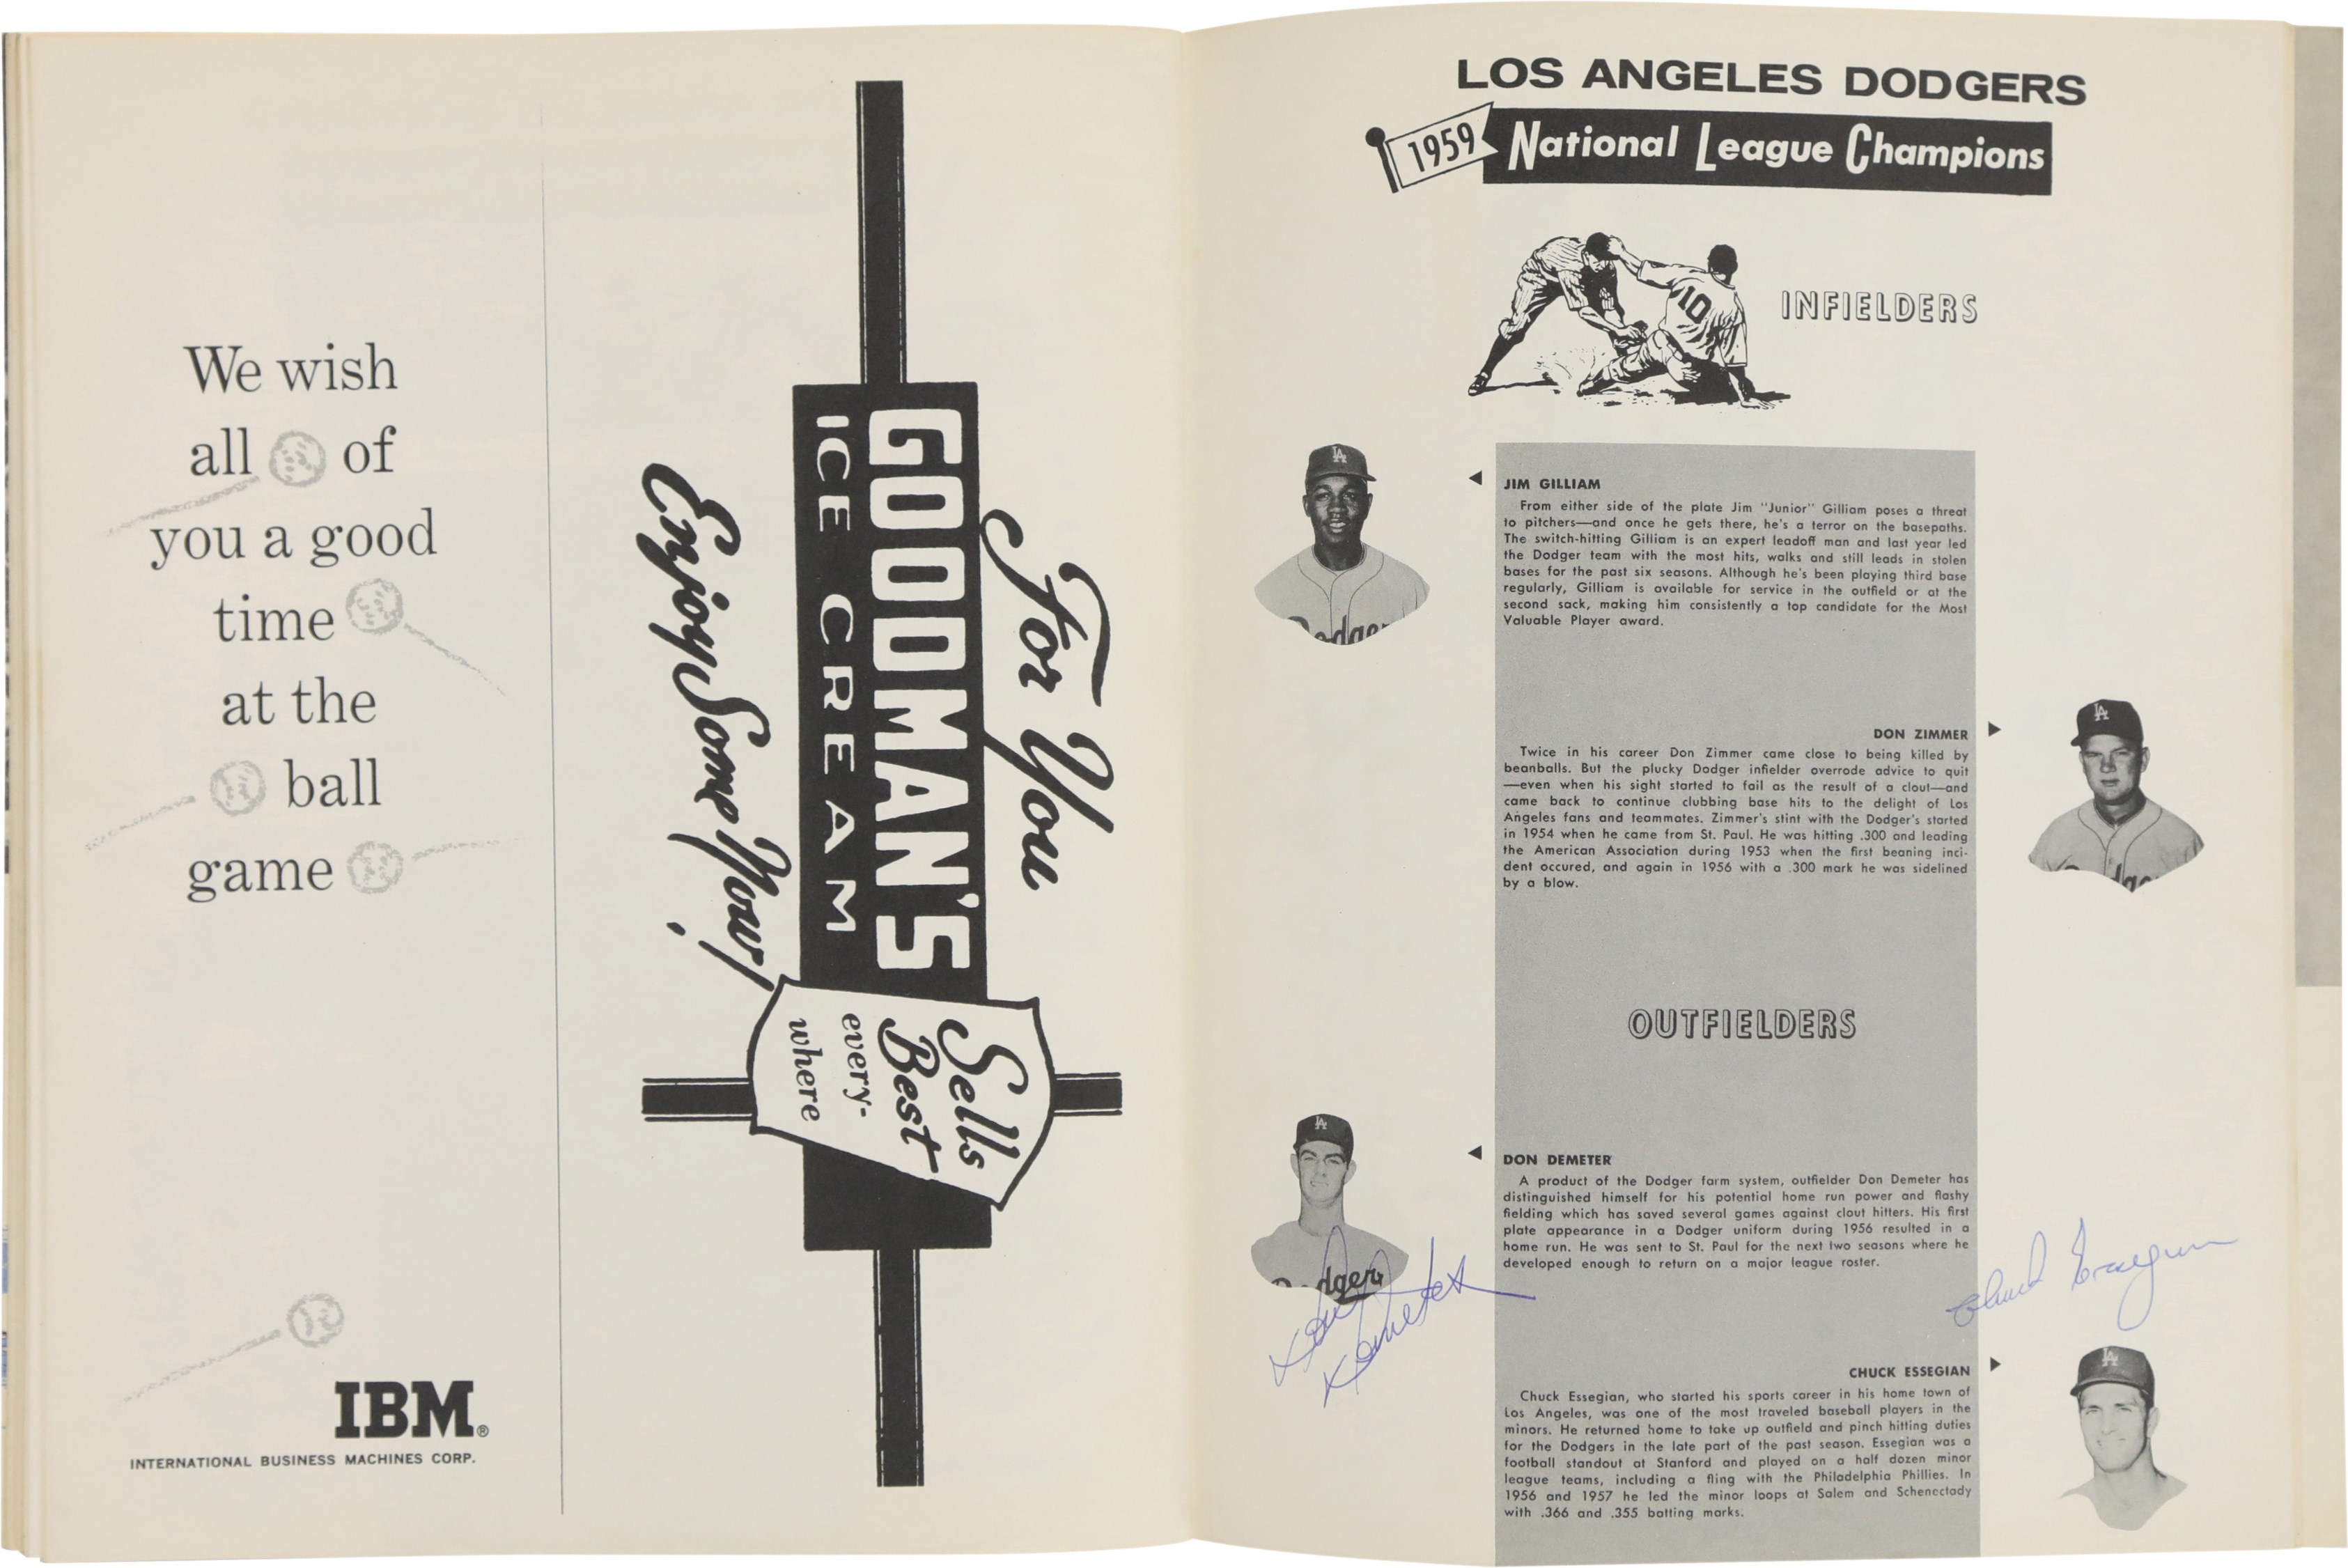 We wish
all of
you a good
time
at the
ball
game
IBM®
INTERNATIONAL BUSINESS MACHINES CORP.
For You
GOODMAN'S
ICE CREAM
Enjoy Some Now!
Sells
Best
every-
where
LOS ANGELES DODGERS
1959 National League Champions
10
INFIELDERS
LA
JIM GILLIAM
From either side of the plate Jim "Junior" Gilliam poses a threat
to pitchers—and once he gets there, he's a terror on the basepaths.
The switch-hitting Gilliam is an expert leadoff man and last year led
the Dodger team with the most hits, walks and still leads in stolen
bases for the past six seasons. Although he's been playing third base
regularly, Gilliam is available for service in the outfield or at the
second sack, making him consistently a top candidate for the Most
Valuable Player award.
LA
DON ZIMMER
Twice in his career Don Zimmer came close to being killed by
beanballs. But the plucky Dodger infielder overrode advice to quit
—even when his sight started to fail as the result of a clout—and
came back to continue clubbing base hits to the delight of Los
Angeles fans and teammates. Zimmer's stint with the Dodger's started
in 1954 when he came from St. Paul. He was hitting .300 and leading
the American Association during 1953 when the first beaning inci-
dent occured, and again in 1956 with a .300 mark he was sidelined
by a blow.
OUTFIELDERS
LA
DON DEMETER
A product of the Dodger farm system, outfielder Don Demeter has
distinguished himself for his potential home run power and flashy
fielding which has saved several games against clout hitters. His first
plate appearance in a Dodger uniform during 1956 resulted in a
home run. He was sent to St. Paul for the next two seasons where he
developed enough to return on a major league roster.
Don
Demeter
Chuck Essegian
LA
CHUCK ESSEGIAN
Chuck Essegian, who started his sports career in his home town of
Los Angeles, was one of the most traveled baseball players in the
minors. He returned home to take up outfield and pinch hitting duties
for the Dodgers in the late part of the past season. Essegian was a
football standout at Stanford and played on a half dozen minor
league teams, including a fling with the Philadelphia Phillies. In
1956 and 1957 he led the minor loops at Salem and Schenectady
with .366 and .355 batting marks.